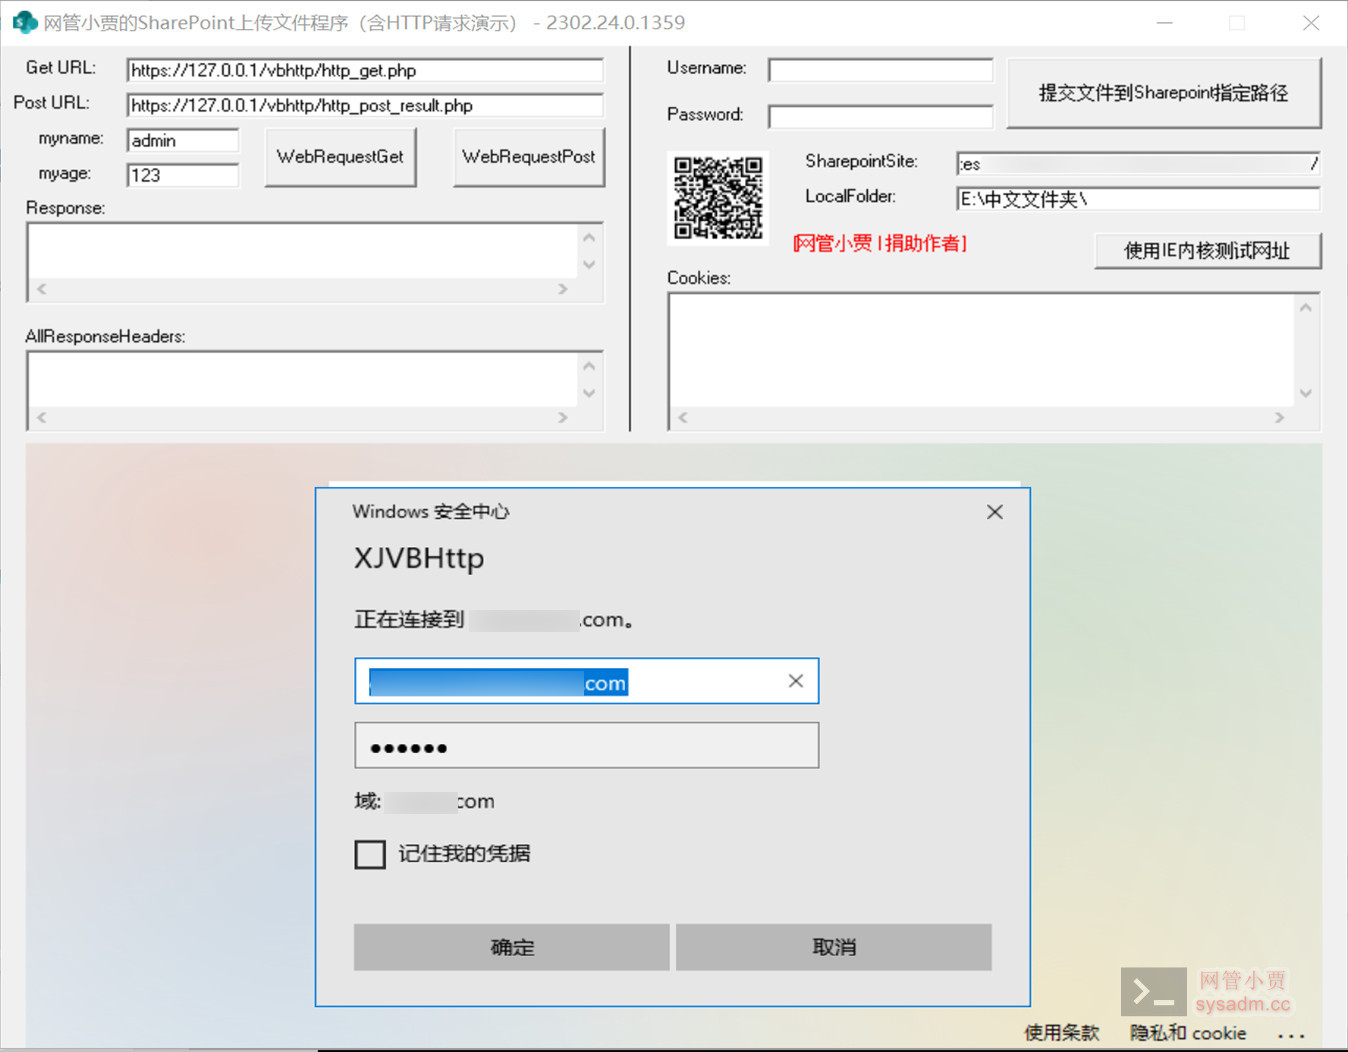 网管小贾的SharePoint上传文件程序（含HTTP请求演示） - 2302.24.0.1359
Get URL: https://127.0.0.1/vbhttp/http_get.php
Post URL: https://127.0.0.1/vbhttp/http_post_result.php
myname: admin
myage: 123
WebRequestGet
WebRequestPost
Response:
AllResponseHeaders:
Username:
Password:
提交文件到Sharepoint指定路径
SharepointSite: :es /
LocalFolder: E:\中文文件夹\
[网管小贾 | 捐助作者]
使用IE内核测试网址
Cookies:
Windows 安全中心
XJVBHttp
正在连接到 .com。
.com
●●●●●●
域: com
记住我的凭据
确定
取消
网管小贾
sysadm.cc
使用条款 隐私和 cookie ...